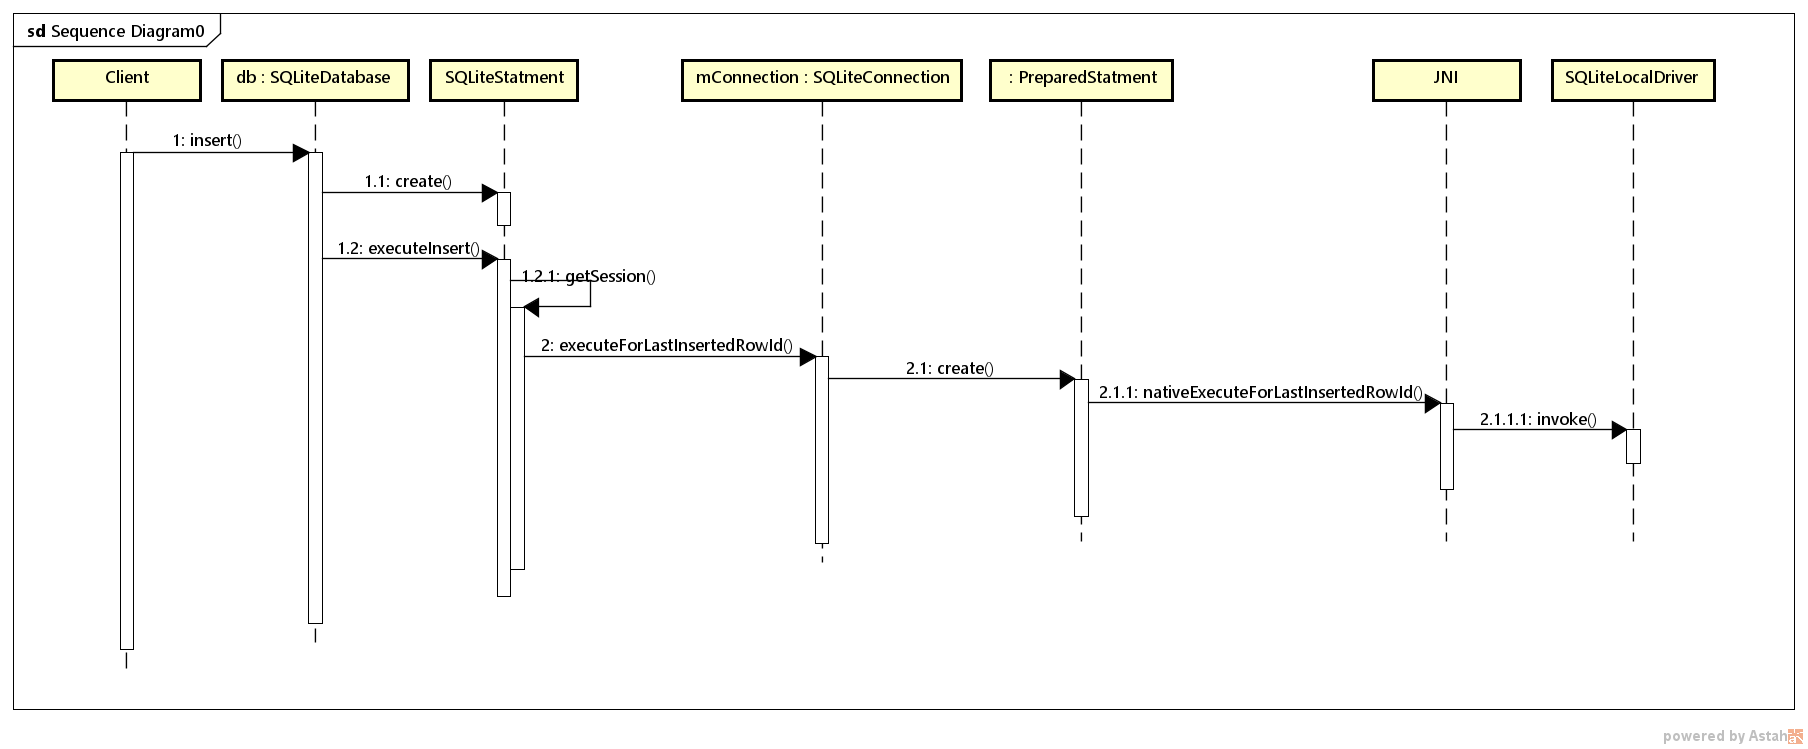 sd Sequence Diagram0
Client
db : SQLiteDatabase
SQLiteStatment
mConnection : SQLiteConnection
: PreparedStatment
JNI
SQLiteLocalDriver
1: insert()
1.1: create()
1.2: executeInsert()
1.2.1: getSession()
2: executeForLastInsertedRowId()
2.1: create()
2.1.1: nativeExecuteForLastInsertedRowId()
2.1.1.1: invoke()
powered by Astah